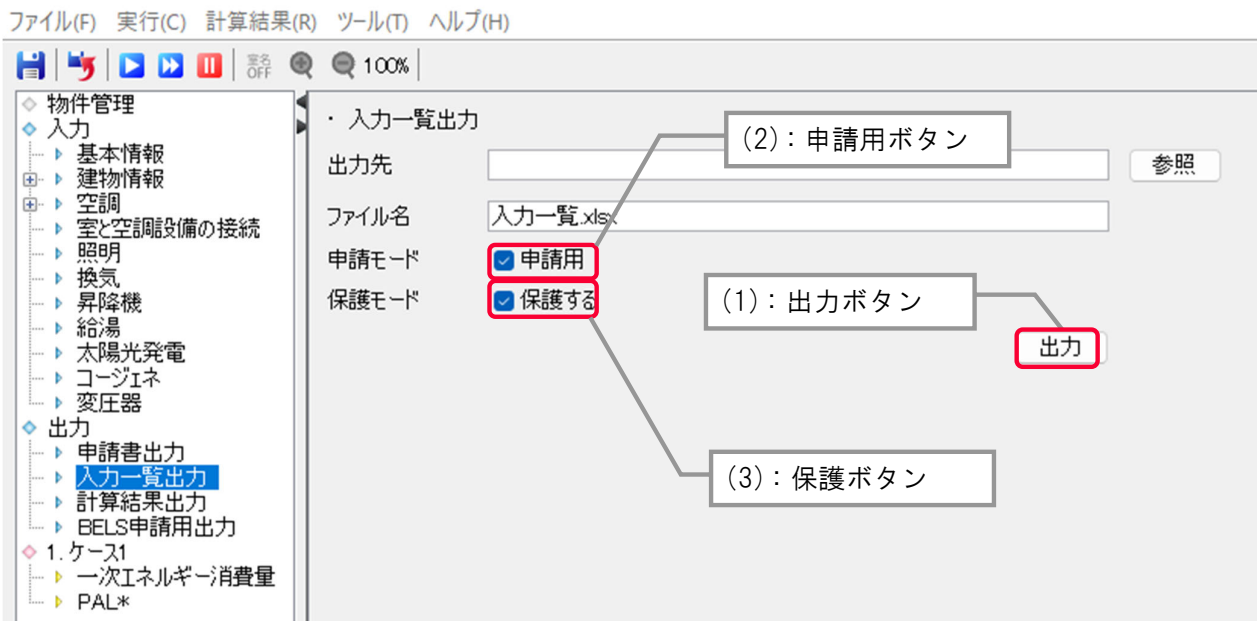 ファイル(F) 実行(C) 計算結果(R) ツール(T) ヘルプ(H)
室名 OFF 100%
物件管理
入力
基本情報
建物情報
空調
室と空調設備の接続
照明
換気
昇降機
給湯
太陽光発電
コージェネ
変圧器
出力
申請書出力
入力一覧出力
計算結果出力
BELS申請用出力
1. ケース1
一次エネルギー消費量
PAL*
・ 入力一覧出力
(2)：申請用ボタン
出力先 参照
ファイル名 入力一覧.xlsx
申請モード 申請用
保護モード 保護する
(1)：出力ボタン
出力
(3)：保護ボタン